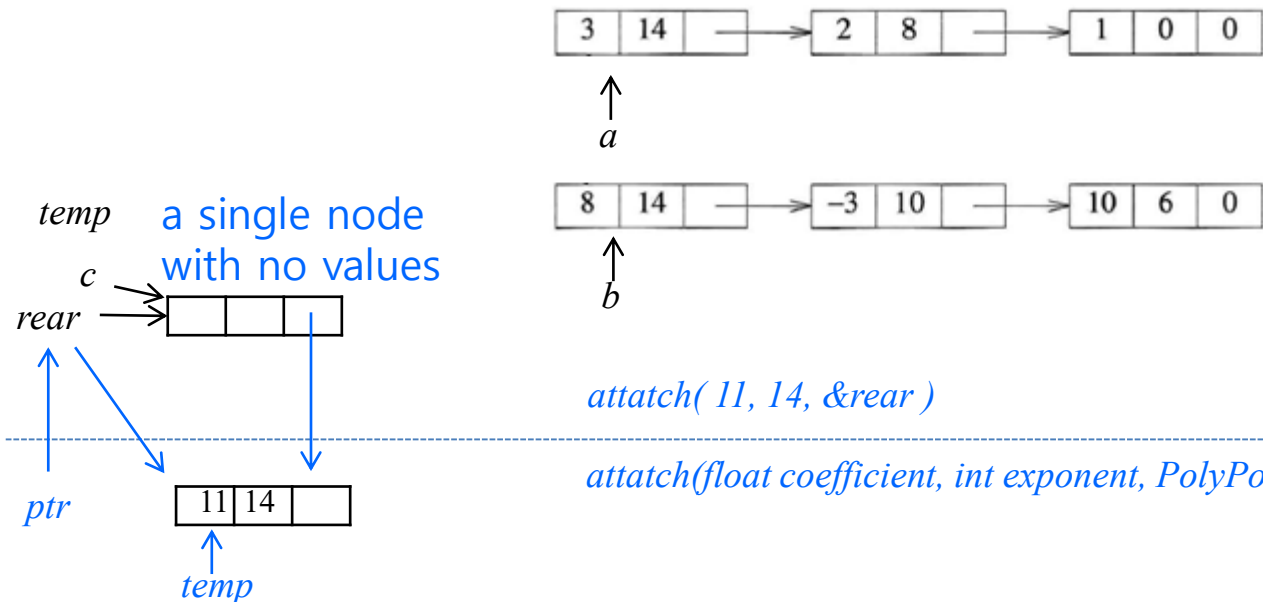 3 14 2 8 1 0 0
a
8 14 -3 10 10 6 0
b
temp
a single node
with no values
c
rear
attatch( 11, 14, &rear )
attatch(float coefficient, int exponent, PolyPo
ptr
11 14
temp